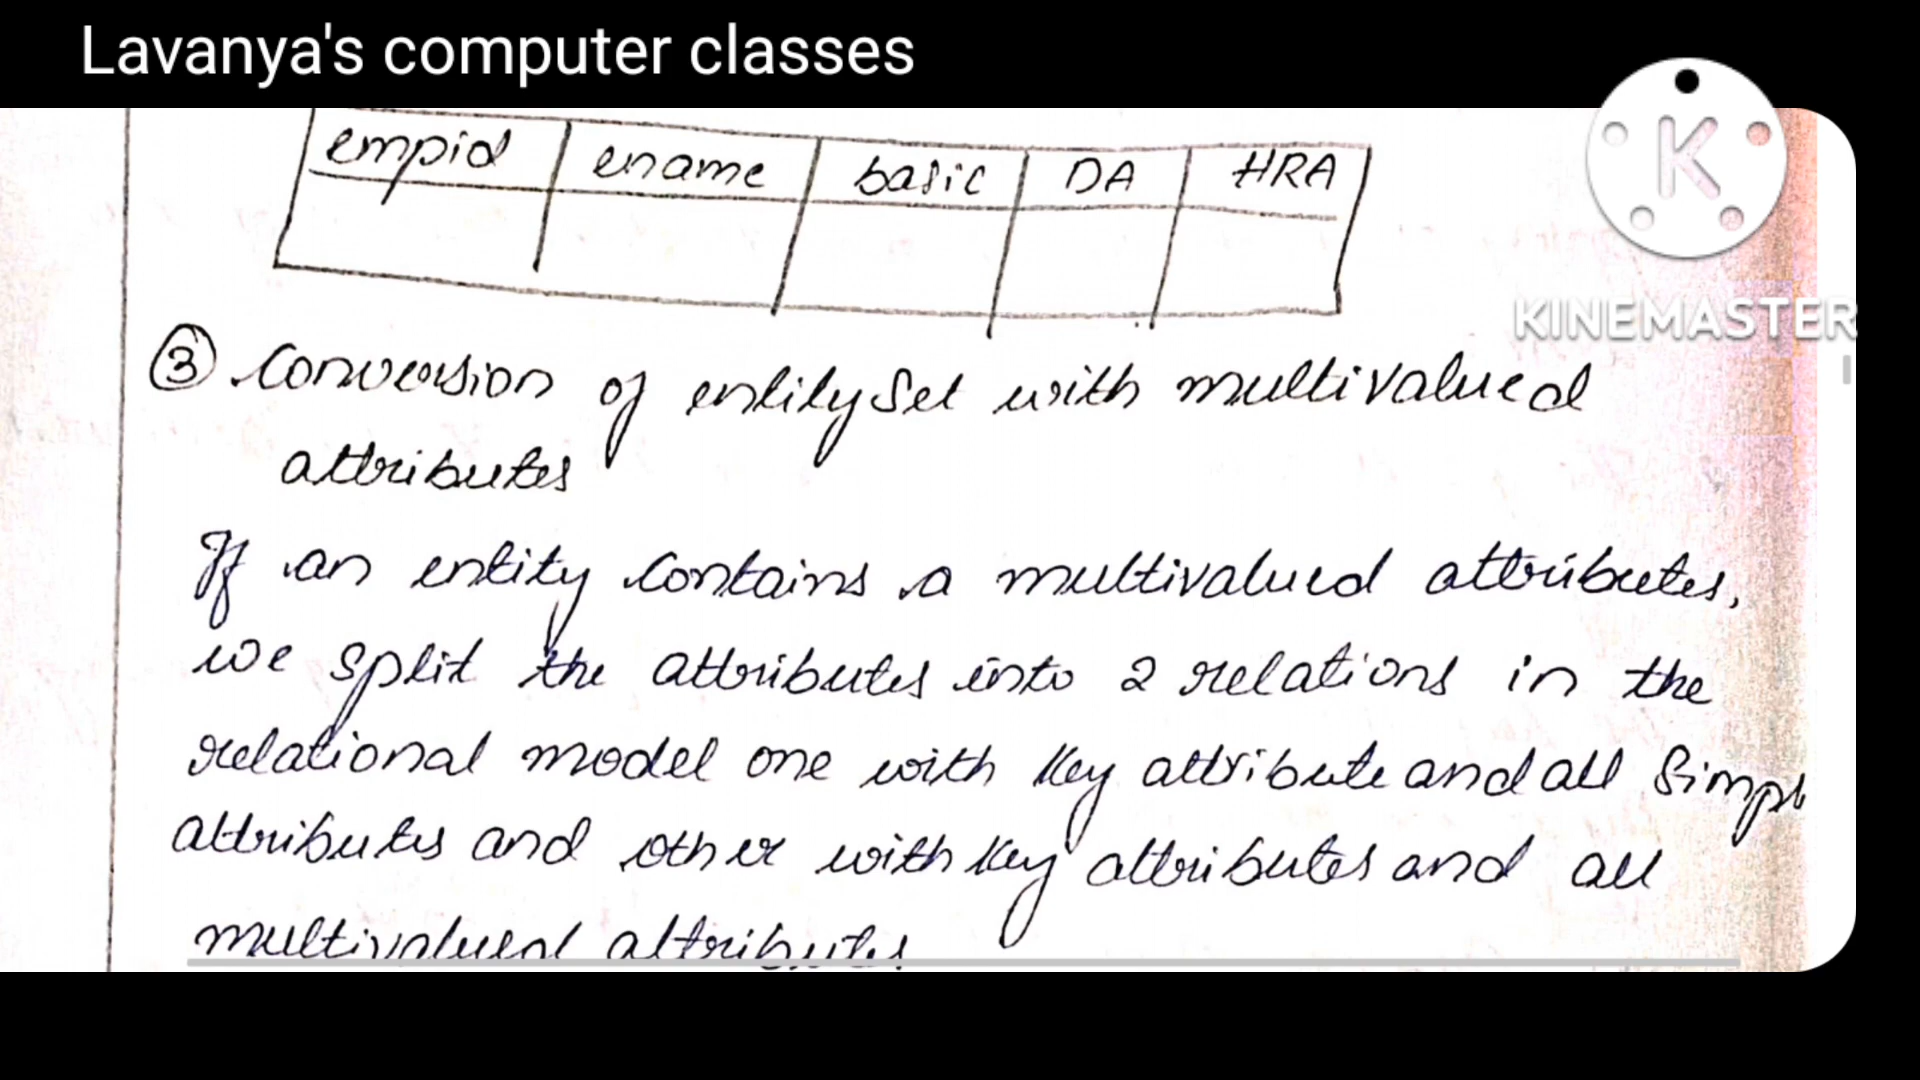 Lavanya's computer classes
K
KINEMASTER
empid ename basic DA HRA
③ Conversion of entity set with multivalued
attributes
If an entity contains a multivalued attributes,
we split the attributes into 2 relations in the
relational model one with key attribute and all Simpl
attributes and other with key attributes and all
multivalued attributes